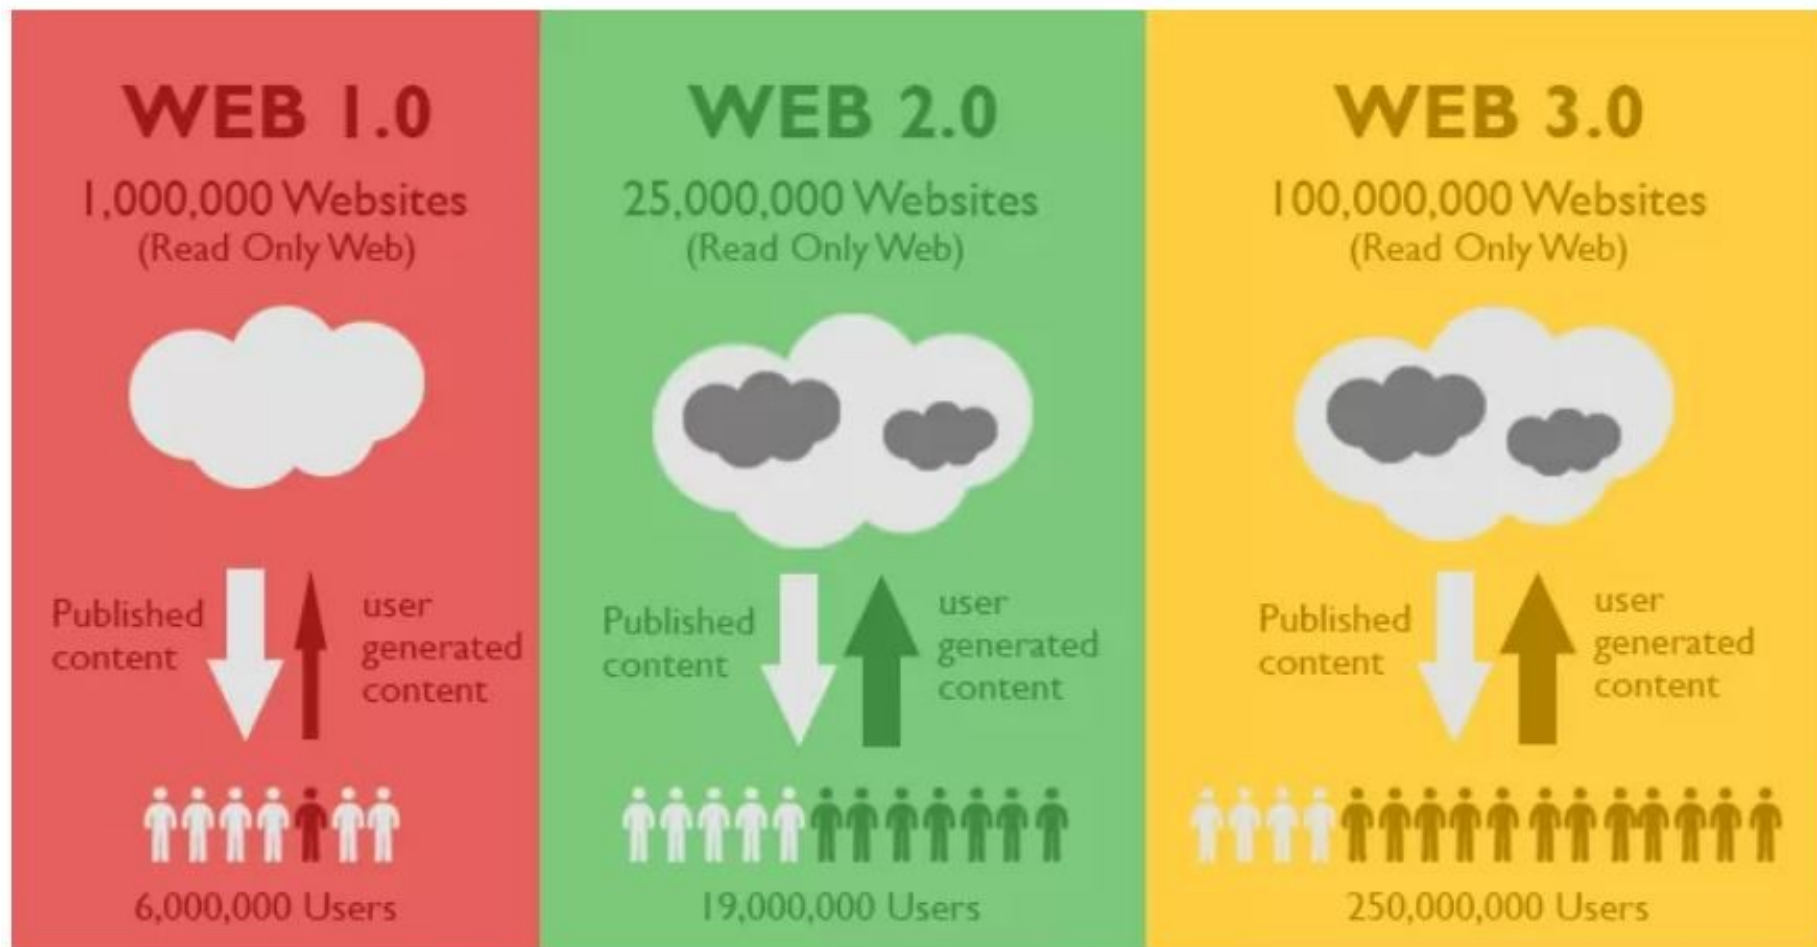 WEB 1.0
1,000,000 Websites
(Read Only Web)
Published
content
user
generated
content
6,000,000 Users
WEB 2.0
25,000,000 Websites
(Read Only Web)
Published
content
user
generated
content
19,000,000 Users
WEB 3.0
100,000,000 Websites
(Read Only Web)
Published
content
user
generated
content
250,000,000 Users